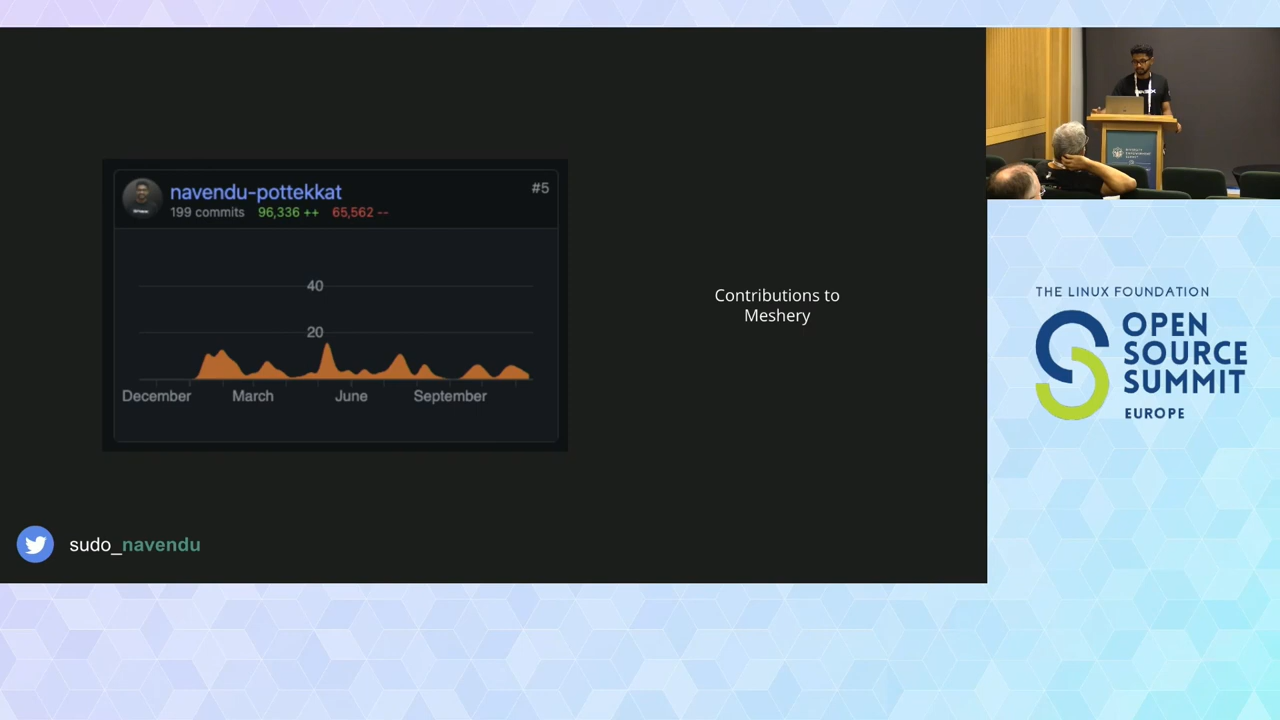 navendu-pottekkat
#5
199 commits 96,336 ++ 65,562 --
40
20
December March June September
Contributions to
Meshery
sudo_navendu
THE LINUX FOUNDATION
OPEN
SOURCE
SUMMIT
EUROPE